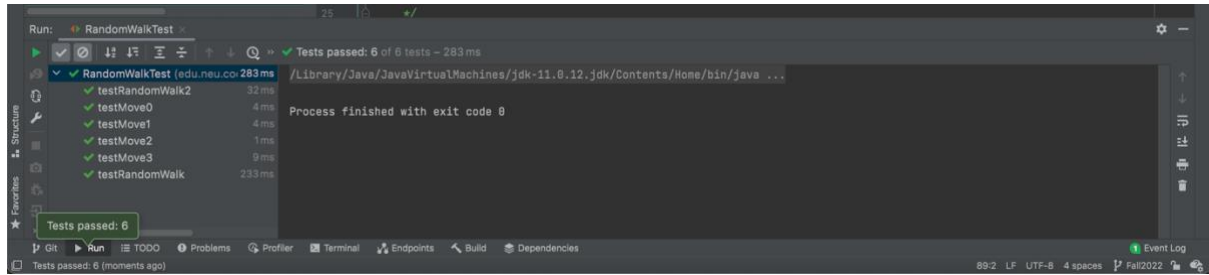 25 */
Run: RandomWalkTest ×
» Tests passed: 6 of 6 tests – 283 ms
RandomWalkTest (edu.neu.co 283 ms
/Library/Java/JavaVirtualMachines/jdk-11.0.12.jdk/Contents/Home/bin/java ...
testRandomWalk2 32 ms
testMove0 4 ms
Process finished with exit code 0
testMove1 4 ms
testMove2 1 ms
testMove3 9 ms
testRandomWalk 233 ms
Structure
Favorites
Tests passed: 6
Git Run TODO Problems Profiler Terminal Endpoints Build Dependencies 1 Event Log
Tests passed: 6 (moments ago) 89:2 LF UTF-8 4 spaces Fall2022